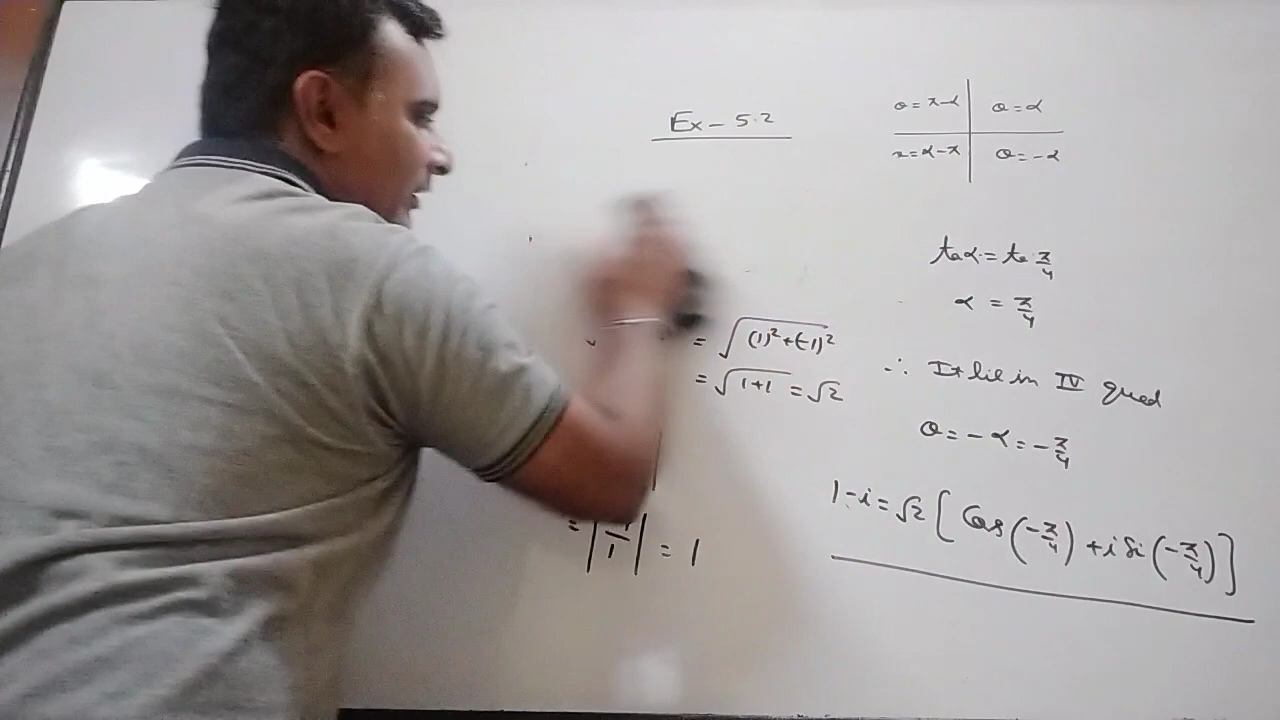 Ex - 5.2
θ = π-α | θ = α
π = α-π | θ = -α
= √((1)²+(-1)²)
= √(1+1) = √2
= |-1/1| = 1
tan α = tan π/4
α = π/4
∴ It lie in IV quad
θ = -α = -π/4
1-i = √2 [Cos(-π/4) + i Si(-π/4)]